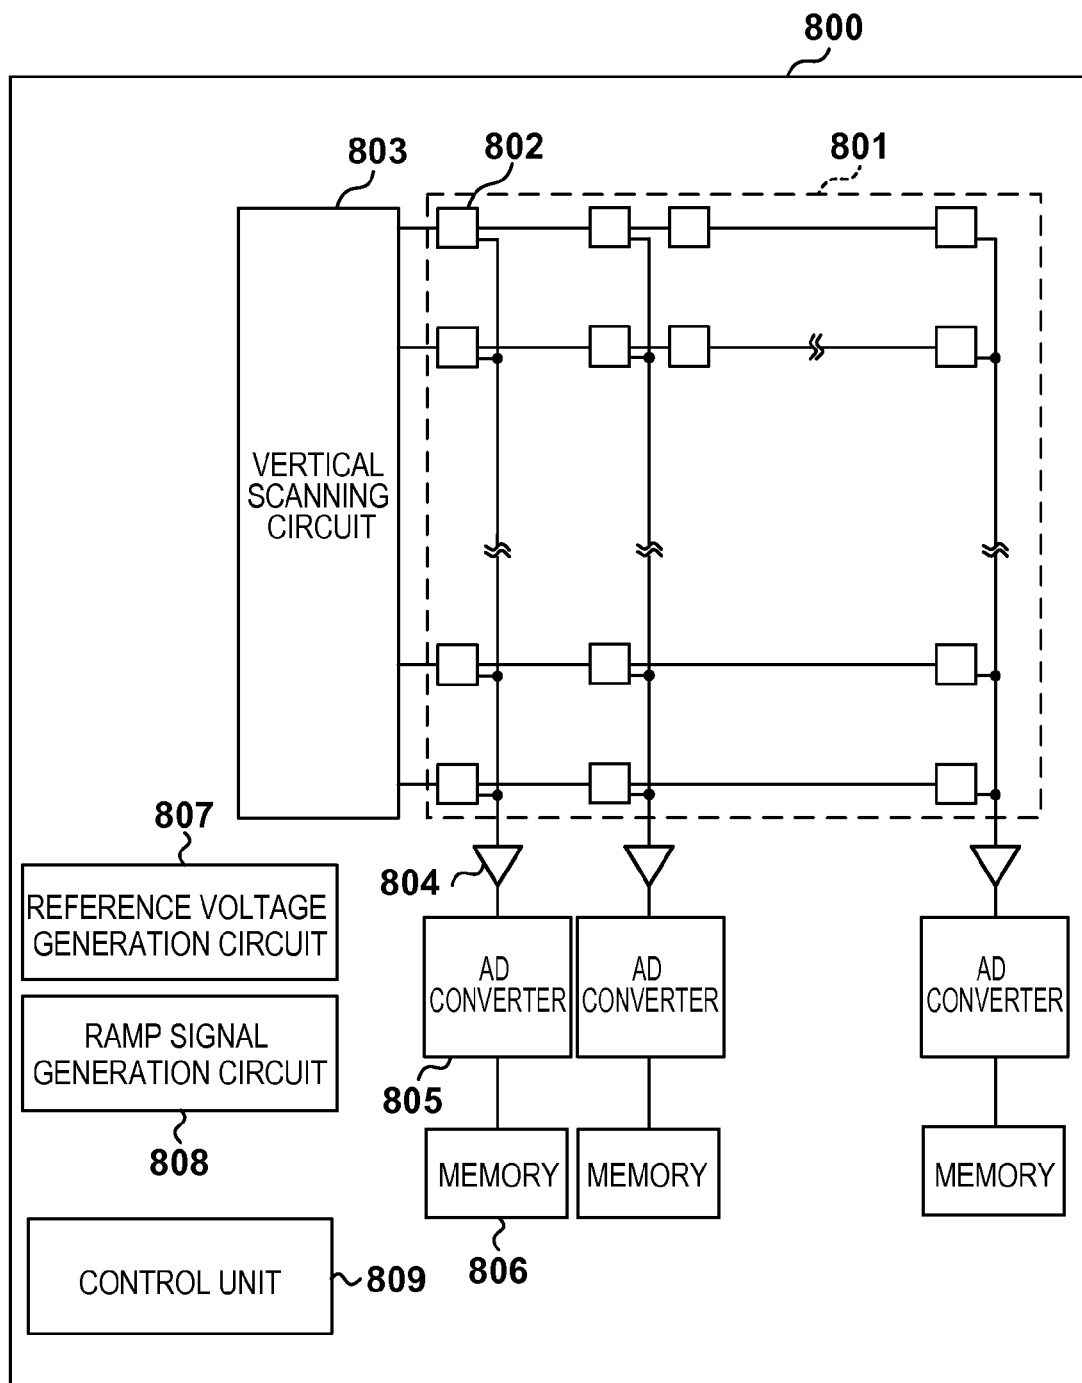 800
803
802
801
VERTICAL
SCANNING
CIRCUIT
807
804
REFERENCE VOLTAGE
GENERATION CIRCUIT
AD
CONVERTER
AD
CONVERTER
AD
CONVERTER
RAMP SIGNAL
GENERATION CIRCUIT
805
808
MEMORY
MEMORY
MEMORY
806
CONTROL UNIT
809